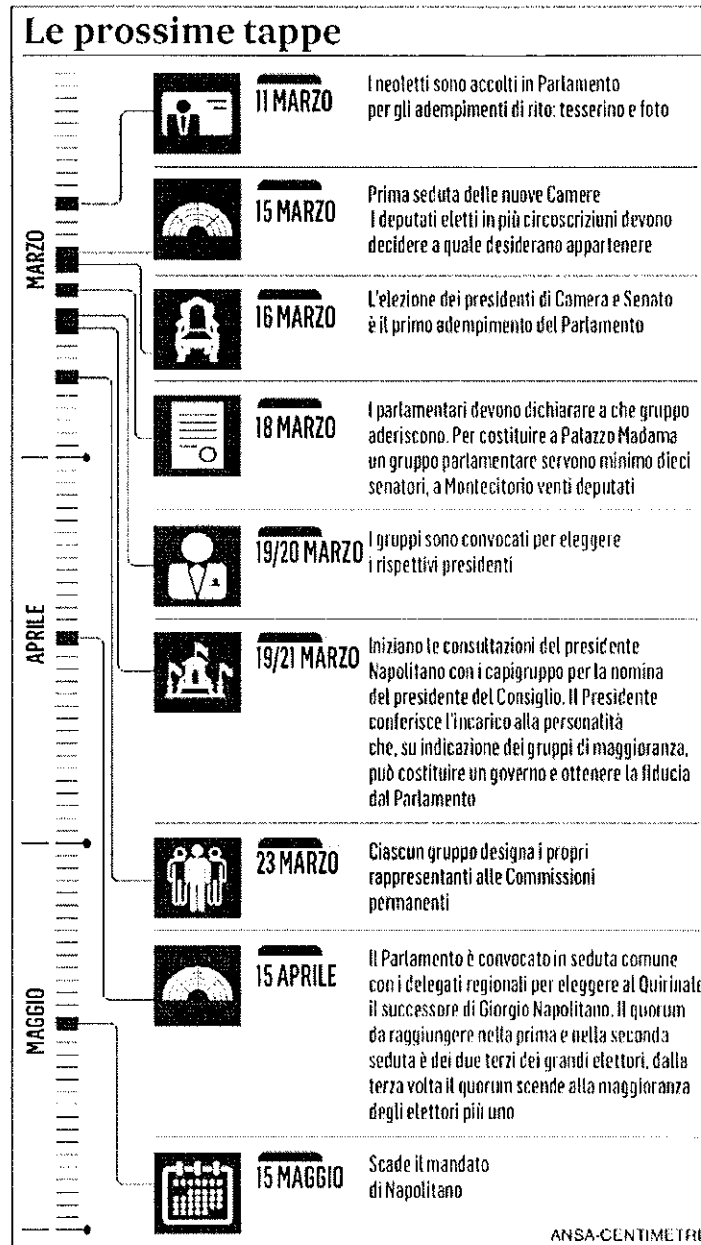 Le prossime tappe
MARZO
APRILE
MAGGIO
11 MARZO
I neoletti sono accolti in Parlamento
per gli adempimenti di rito: tesserino e foto
15 MARZO
Prima seduta delle nuove Camere
I deputati eletti in più circoscrizioni devono
decidere a quale desiderano appartenere
16 MARZO
L'elezione dei presidenti di Camera e Senato
è il primo adempimento del Parlamento
18 MARZO
I parlamentari devono dichiarare a che gruppo
aderiscono. Per costituire a Palazzo Madama
un gruppo parlamentare servono minimo dieci
senatori, a Montecitorio venti deputati
19/20 MARZO
I gruppi sono convocati per eleggere
i rispettivi presidenti
19/21 MARZO
Iniziano le consultazioni del presidente
Napolitano con i capigruppo per la nomina
del presidente del Consiglio. Il Presidente
conferisce l'incarico alla personalità
che, su indicazione dei gruppi di maggioranza,
può costituire un governo e ottenere la fiducia
dal Parlamento
23 MARZO
Ciascun gruppo designa i propri
rappresentanti alle Commissioni
permanenti
15 APRILE
Il Parlamento è convocato in seduta comune
con i delegati regionali per eleggere al Quirinale
il successore di Giorgio Napolitano. Il quorum
da raggiungere nella prima e nella seconda
seduta è dei due terzi dei grandi elettori, dalla
terza volta il quorum scende alla maggioranza
degli elettori più uno
15 MAGGIO
Scade il mandato
di Napolitano
ANSA-CENTIMETRI